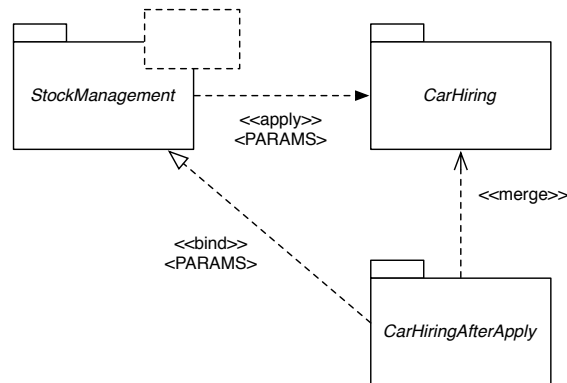 StockManagement
CarHiring
<<apply>>
<PARAMS>
<<merge>>
<<bind>>
<PARAMS>
CarHiringAfterApply